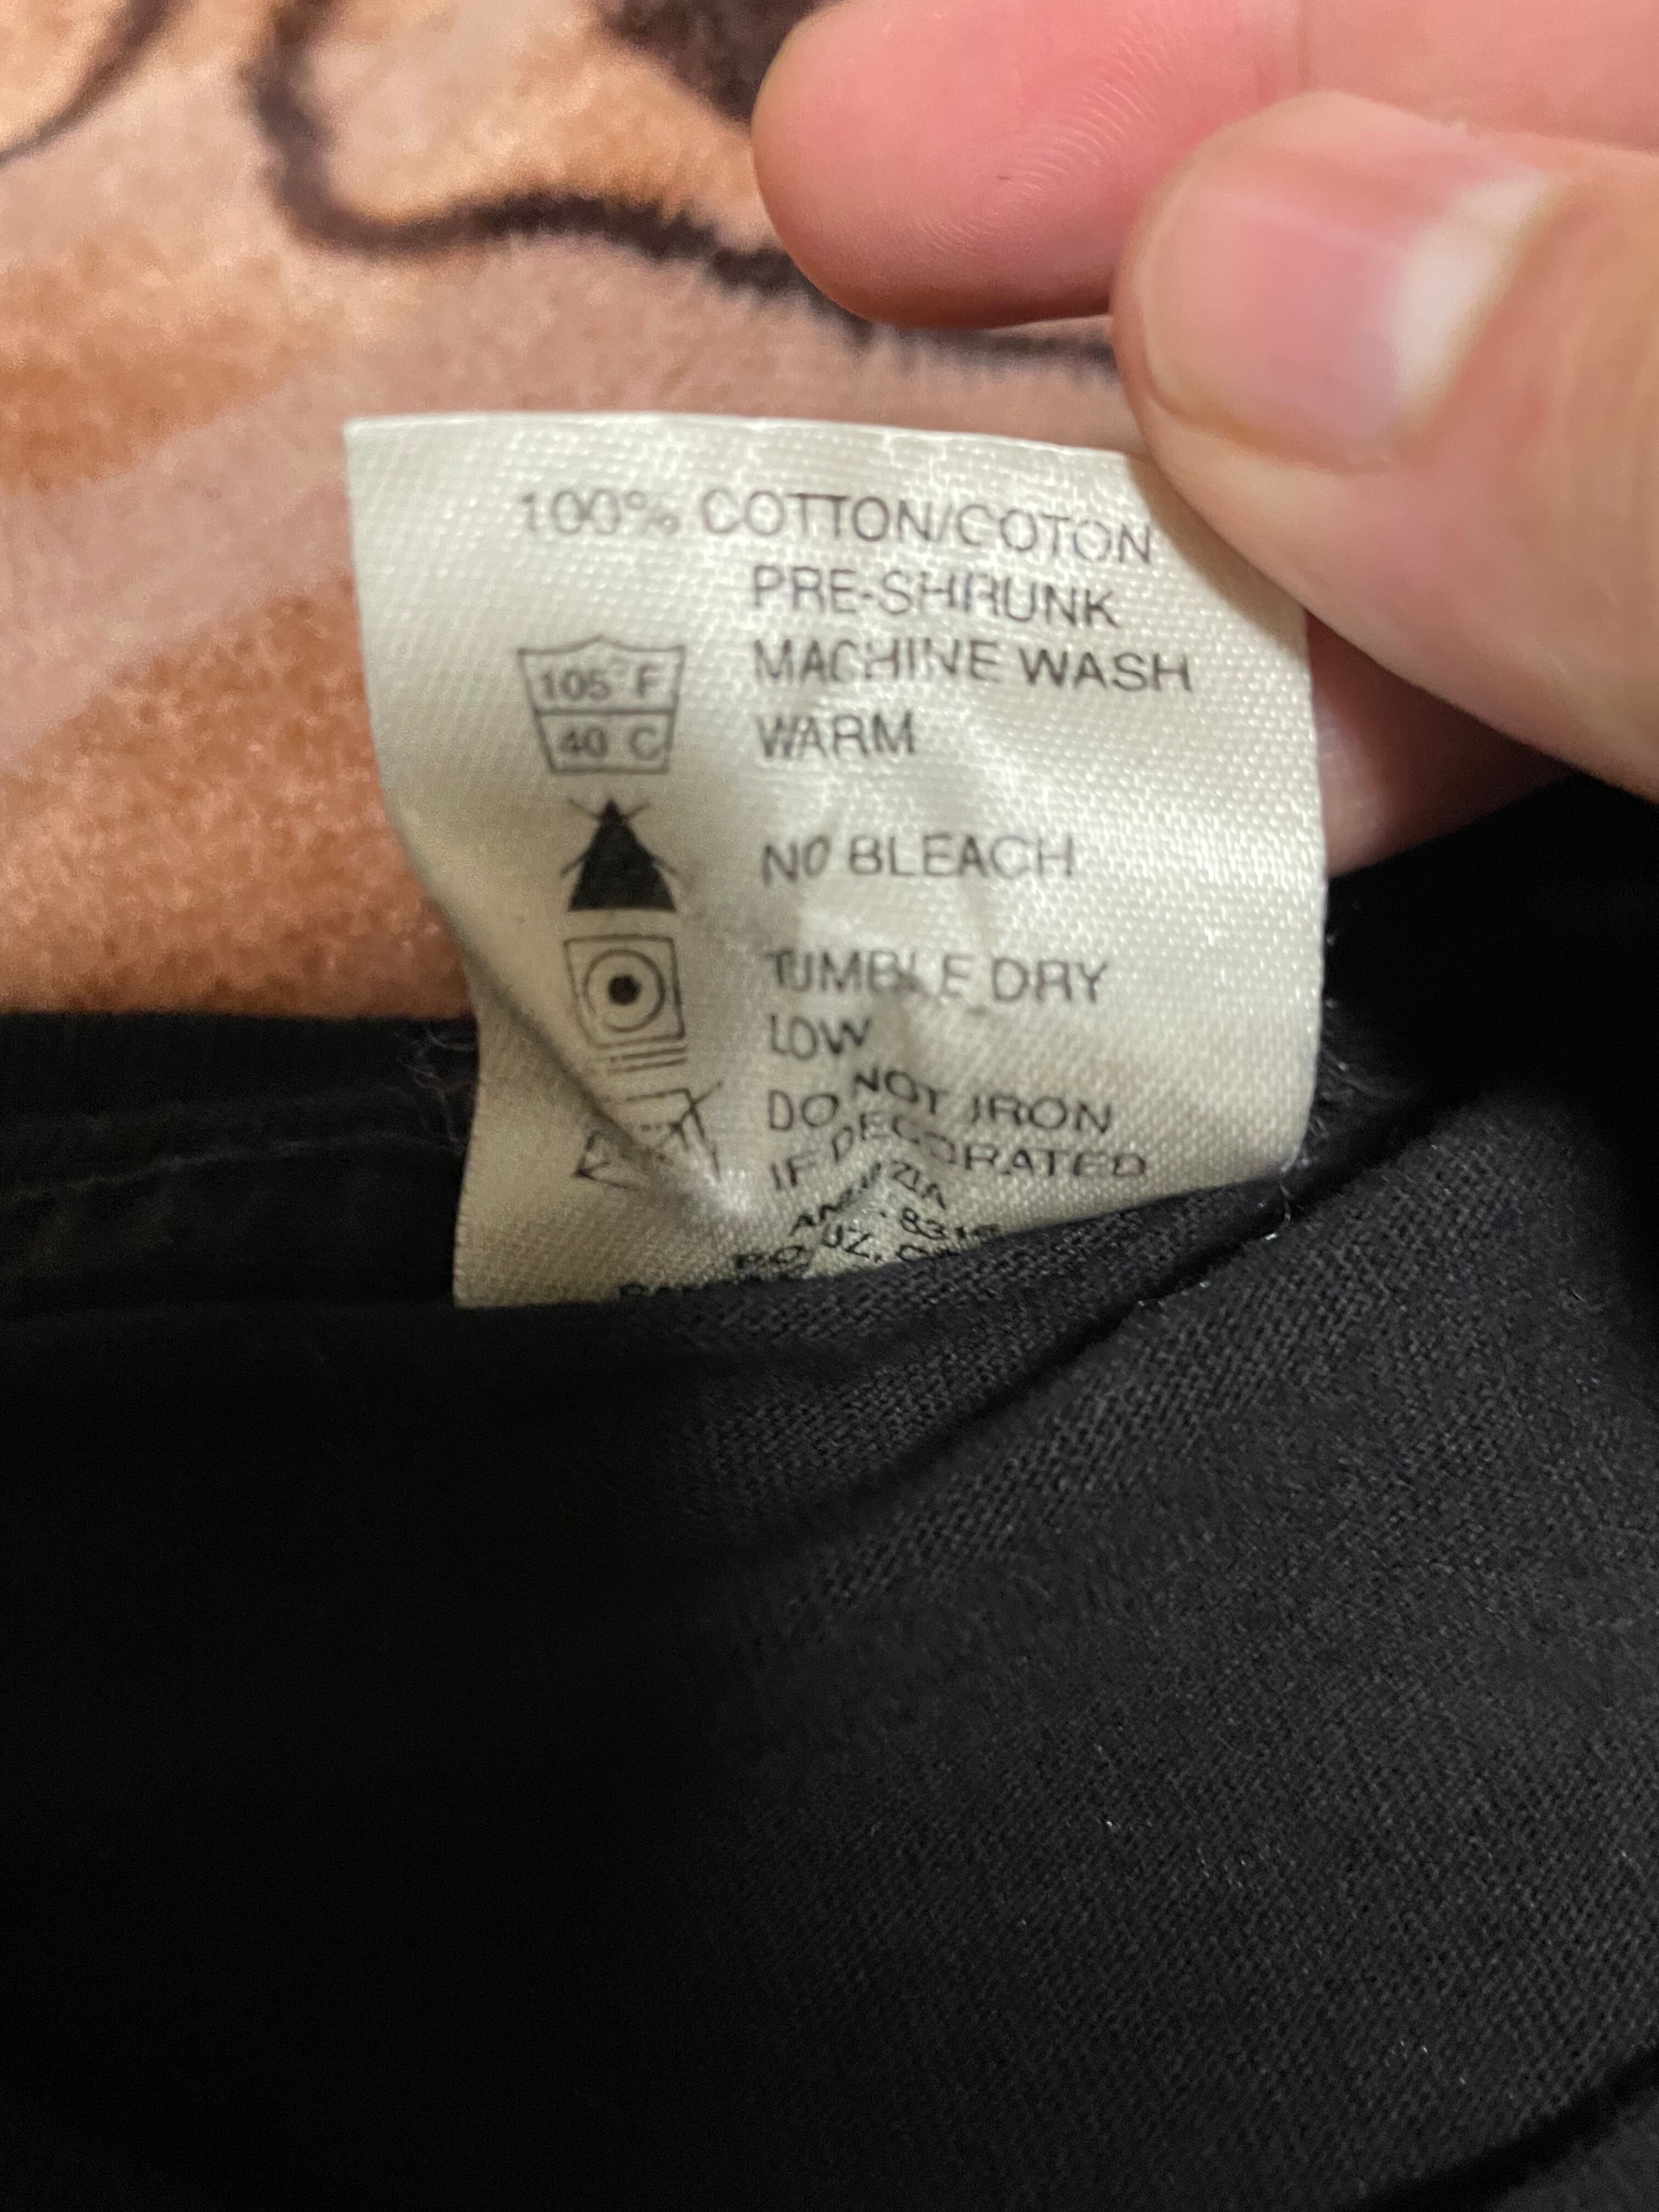 100% COTTON/COTON
PRE-SHRUNK
MACHINE WASH
105°F
40 C
WARM
NO BLEACH
TUMBLE DRY
LOW
DO NOT IRON
IF DECORATED